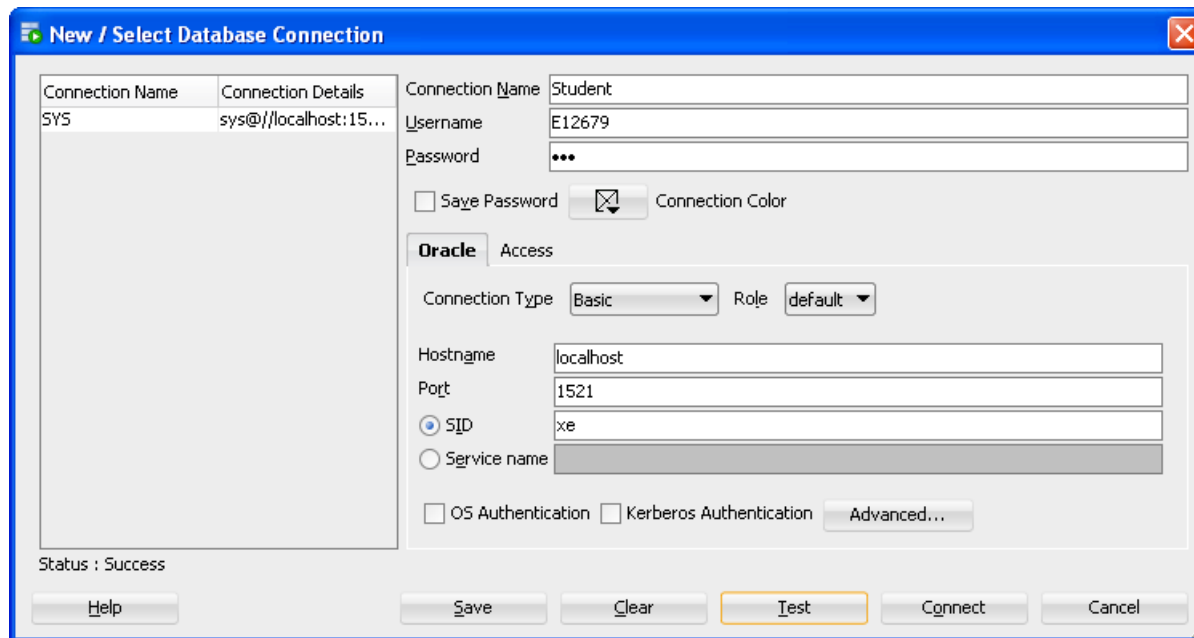 New / Select Database Connection
Connection Name Connection Details
SYS sys@//localhost:15...
Connection Name Student
Username E12679
Password •••
Save Password Connection Color
Oracle Access
Connection Type Basic Role default
Hostname localhost
Port 1521
SID xe
Service name
OS Authentication Kerberos Authentication Advanced...
Status : Success
Help Save Clear Test Connect Cancel